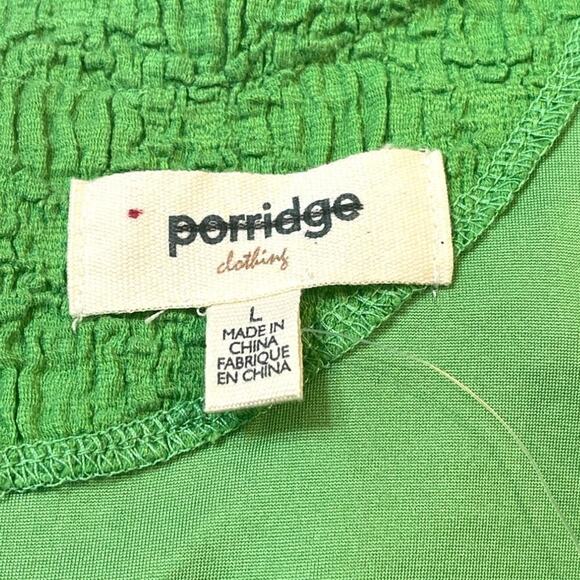 porridge
clothing
L
MADE IN
CHINA
FABRIQUE
EN CHINA